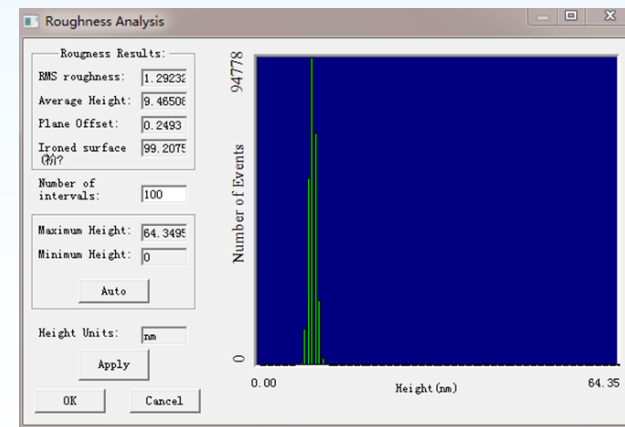 Roughness Analysis
Rougness Results:
RMS roughness: 1.29232
Average Height: 9.46508
Plane Offset: 0.2493
Ironed surface 99.2075
(祄?
Number of
intervals: 100
Maximum Height: 64.3495
Minimum Height: 0
Auto
Height Units: nm
Apply
OK Cancel
94778
Number of Events
0
0.00 Height(nm) 64.35